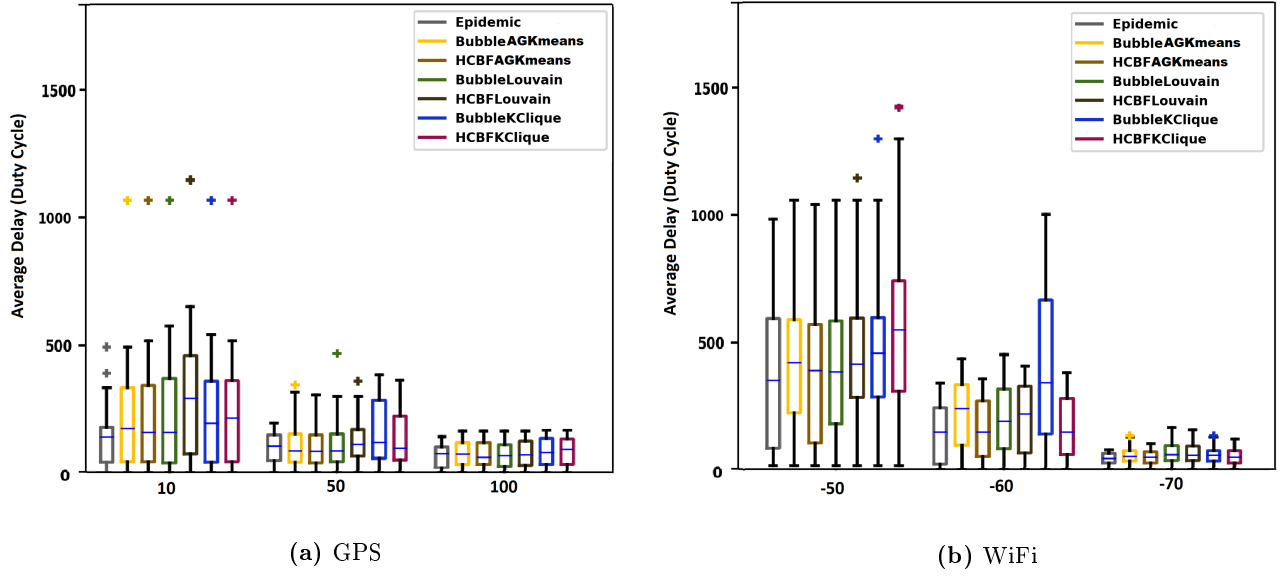 Average Delay (Duty Cycle)
1500
1000
500
0
10
50
100
Epidemic
BubbleAGKmeans
HCBFAGKmeans
BubbleLouvain
HCBFLouvain
BubbleKClique
HCBFKClique
(a) GPS
Average Delay (Duty Cycle)
1500
1000
500
0
-50
-60
-70
Epidemic
BubbleAGKmeans
HCBFAGKmeans
BubbleLouvain
HCBFLouvain
BubbleKClique
HCBFKClique
(b) WiFi